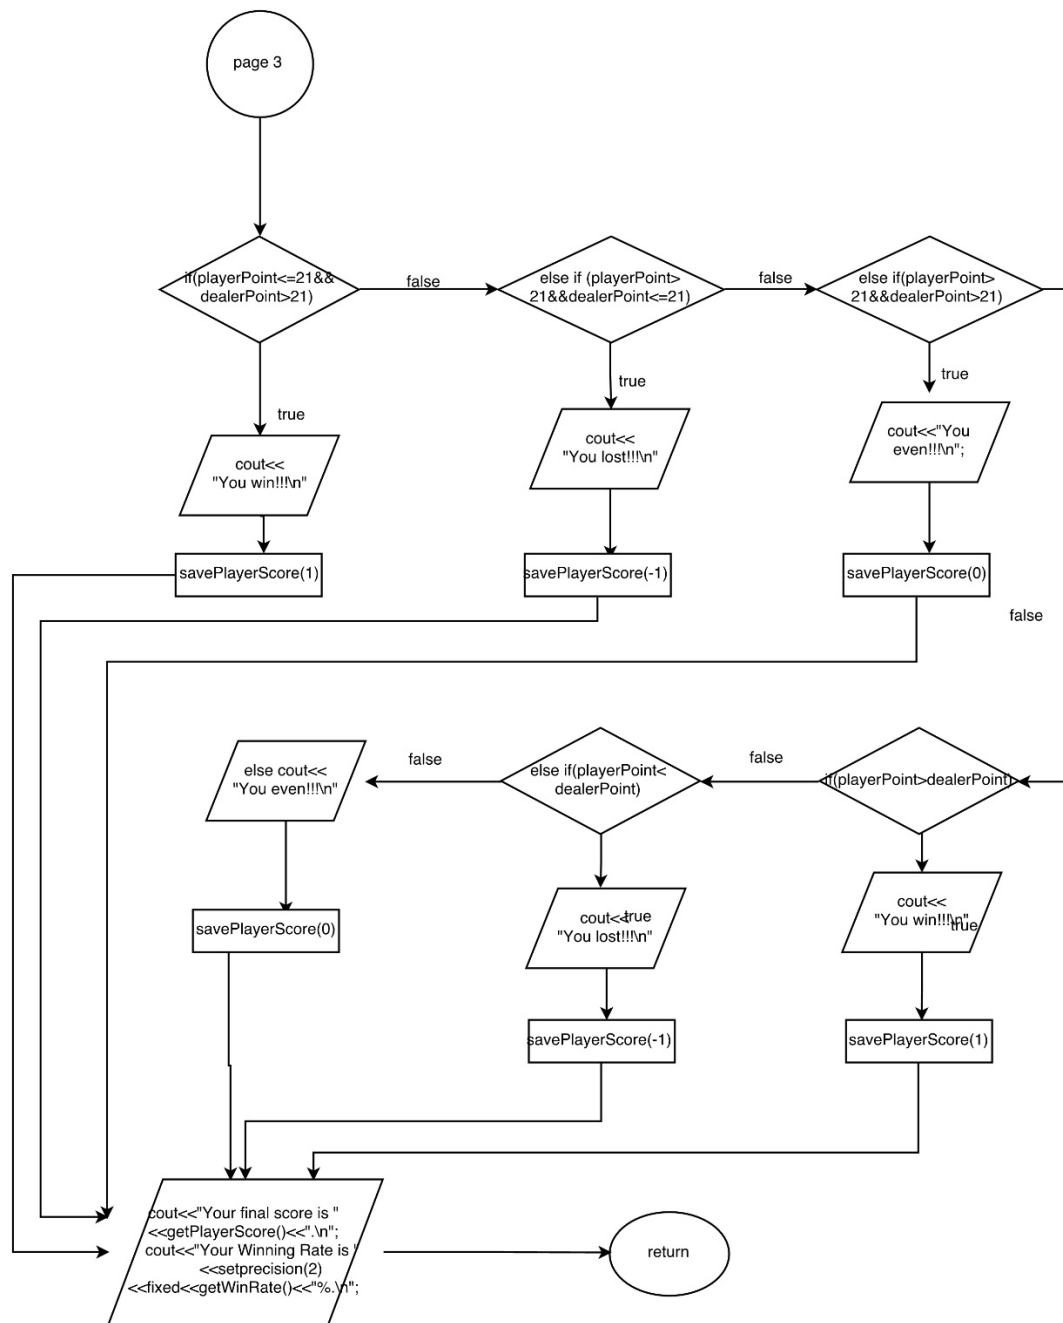 page 3
if(playerPoint<=21&&
dealerPoint>21)
false
else if (playerPoint>
21&&dealerPoint<=21)
false
else if(playerPoint>
21&&dealerPoint>21)
true
true
true
cout<<
"You win!!!\n"
cout<<
"You lost!!!\n"
cout<<"You
even!!!\n";
savePlayerScore(1)
savePlayerScore(-1)
savePlayerScore(0)
false
if(playerPoint>dealerPoint)
false
else if(playerPoint<
dealerPoint)
false
else cout<<
"You even!!!\n"
cout<<
"You lost!!!\n"
true
cout<<
"You win!!!\n"
true
savePlayerScore(0)
savePlayerScore(-1)
savePlayerScore(1)
cout<<"Your final score is "
<<getPlayerScore()<<".\n";
cout<<"Your Winning Rate is "
<<setprecision(2)
<<fixed<<getWinRate()<<"%.\n";
return